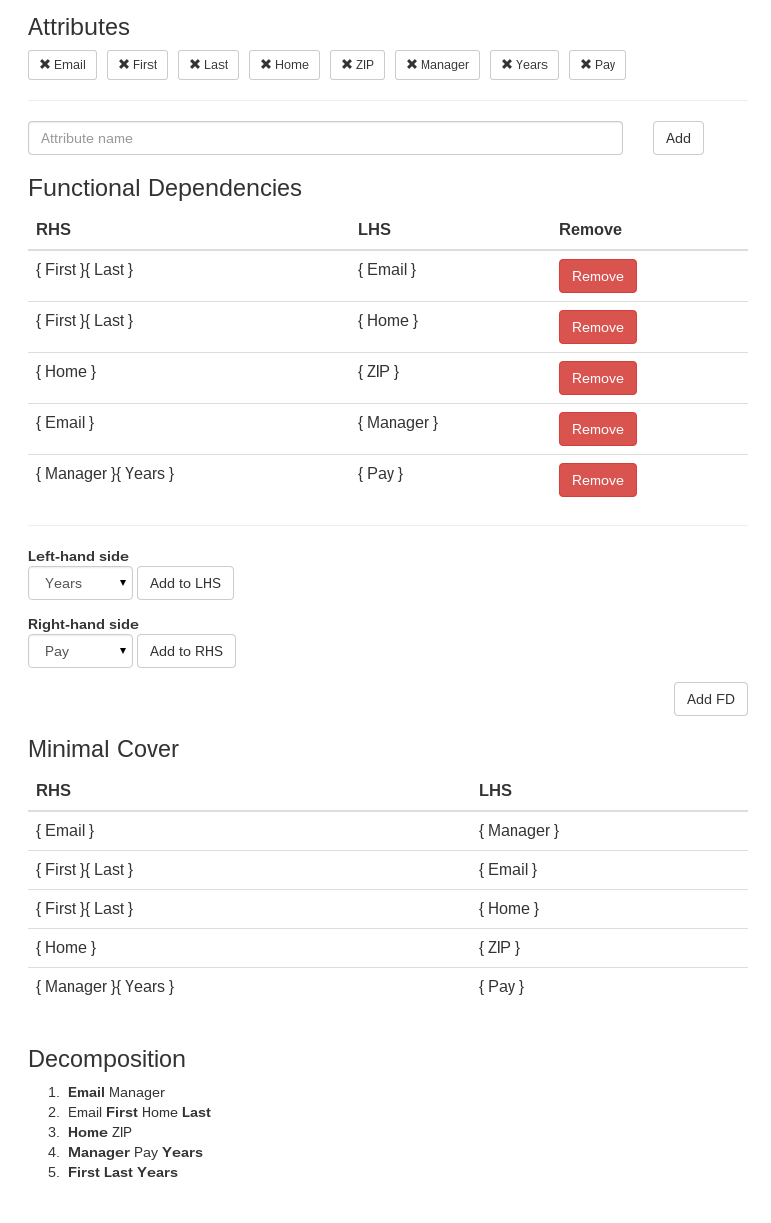 Attributes
✖ Email ✖ First ✖ Last ✖ Home ✖ ZIP ✖ Manager ✖ Years ✖ Pay
Attribute name Add
Functional Dependencies
RHS LHS Remove
{ First }{ Last } { Email } Remove
{ First }{ Last } { Home } Remove
{ Home } { ZIP } Remove
{ Email } { Manager } Remove
{ Manager }{ Years } { Pay } Remove
Left-hand side
Years Add to LHS
Right-hand side
Pay Add to RHS
Add FD
Minimal Cover
RHS LHS
{ Email } { Manager }
{ First }{ Last } { Email }
{ First }{ Last } { Home }
{ Home } { ZIP }
{ Manager }{ Years } { Pay }
Decomposition
1. Email Manager
2. Email First Home Last
3. Home ZIP
4. Manager Pay Years
5. First Last Years